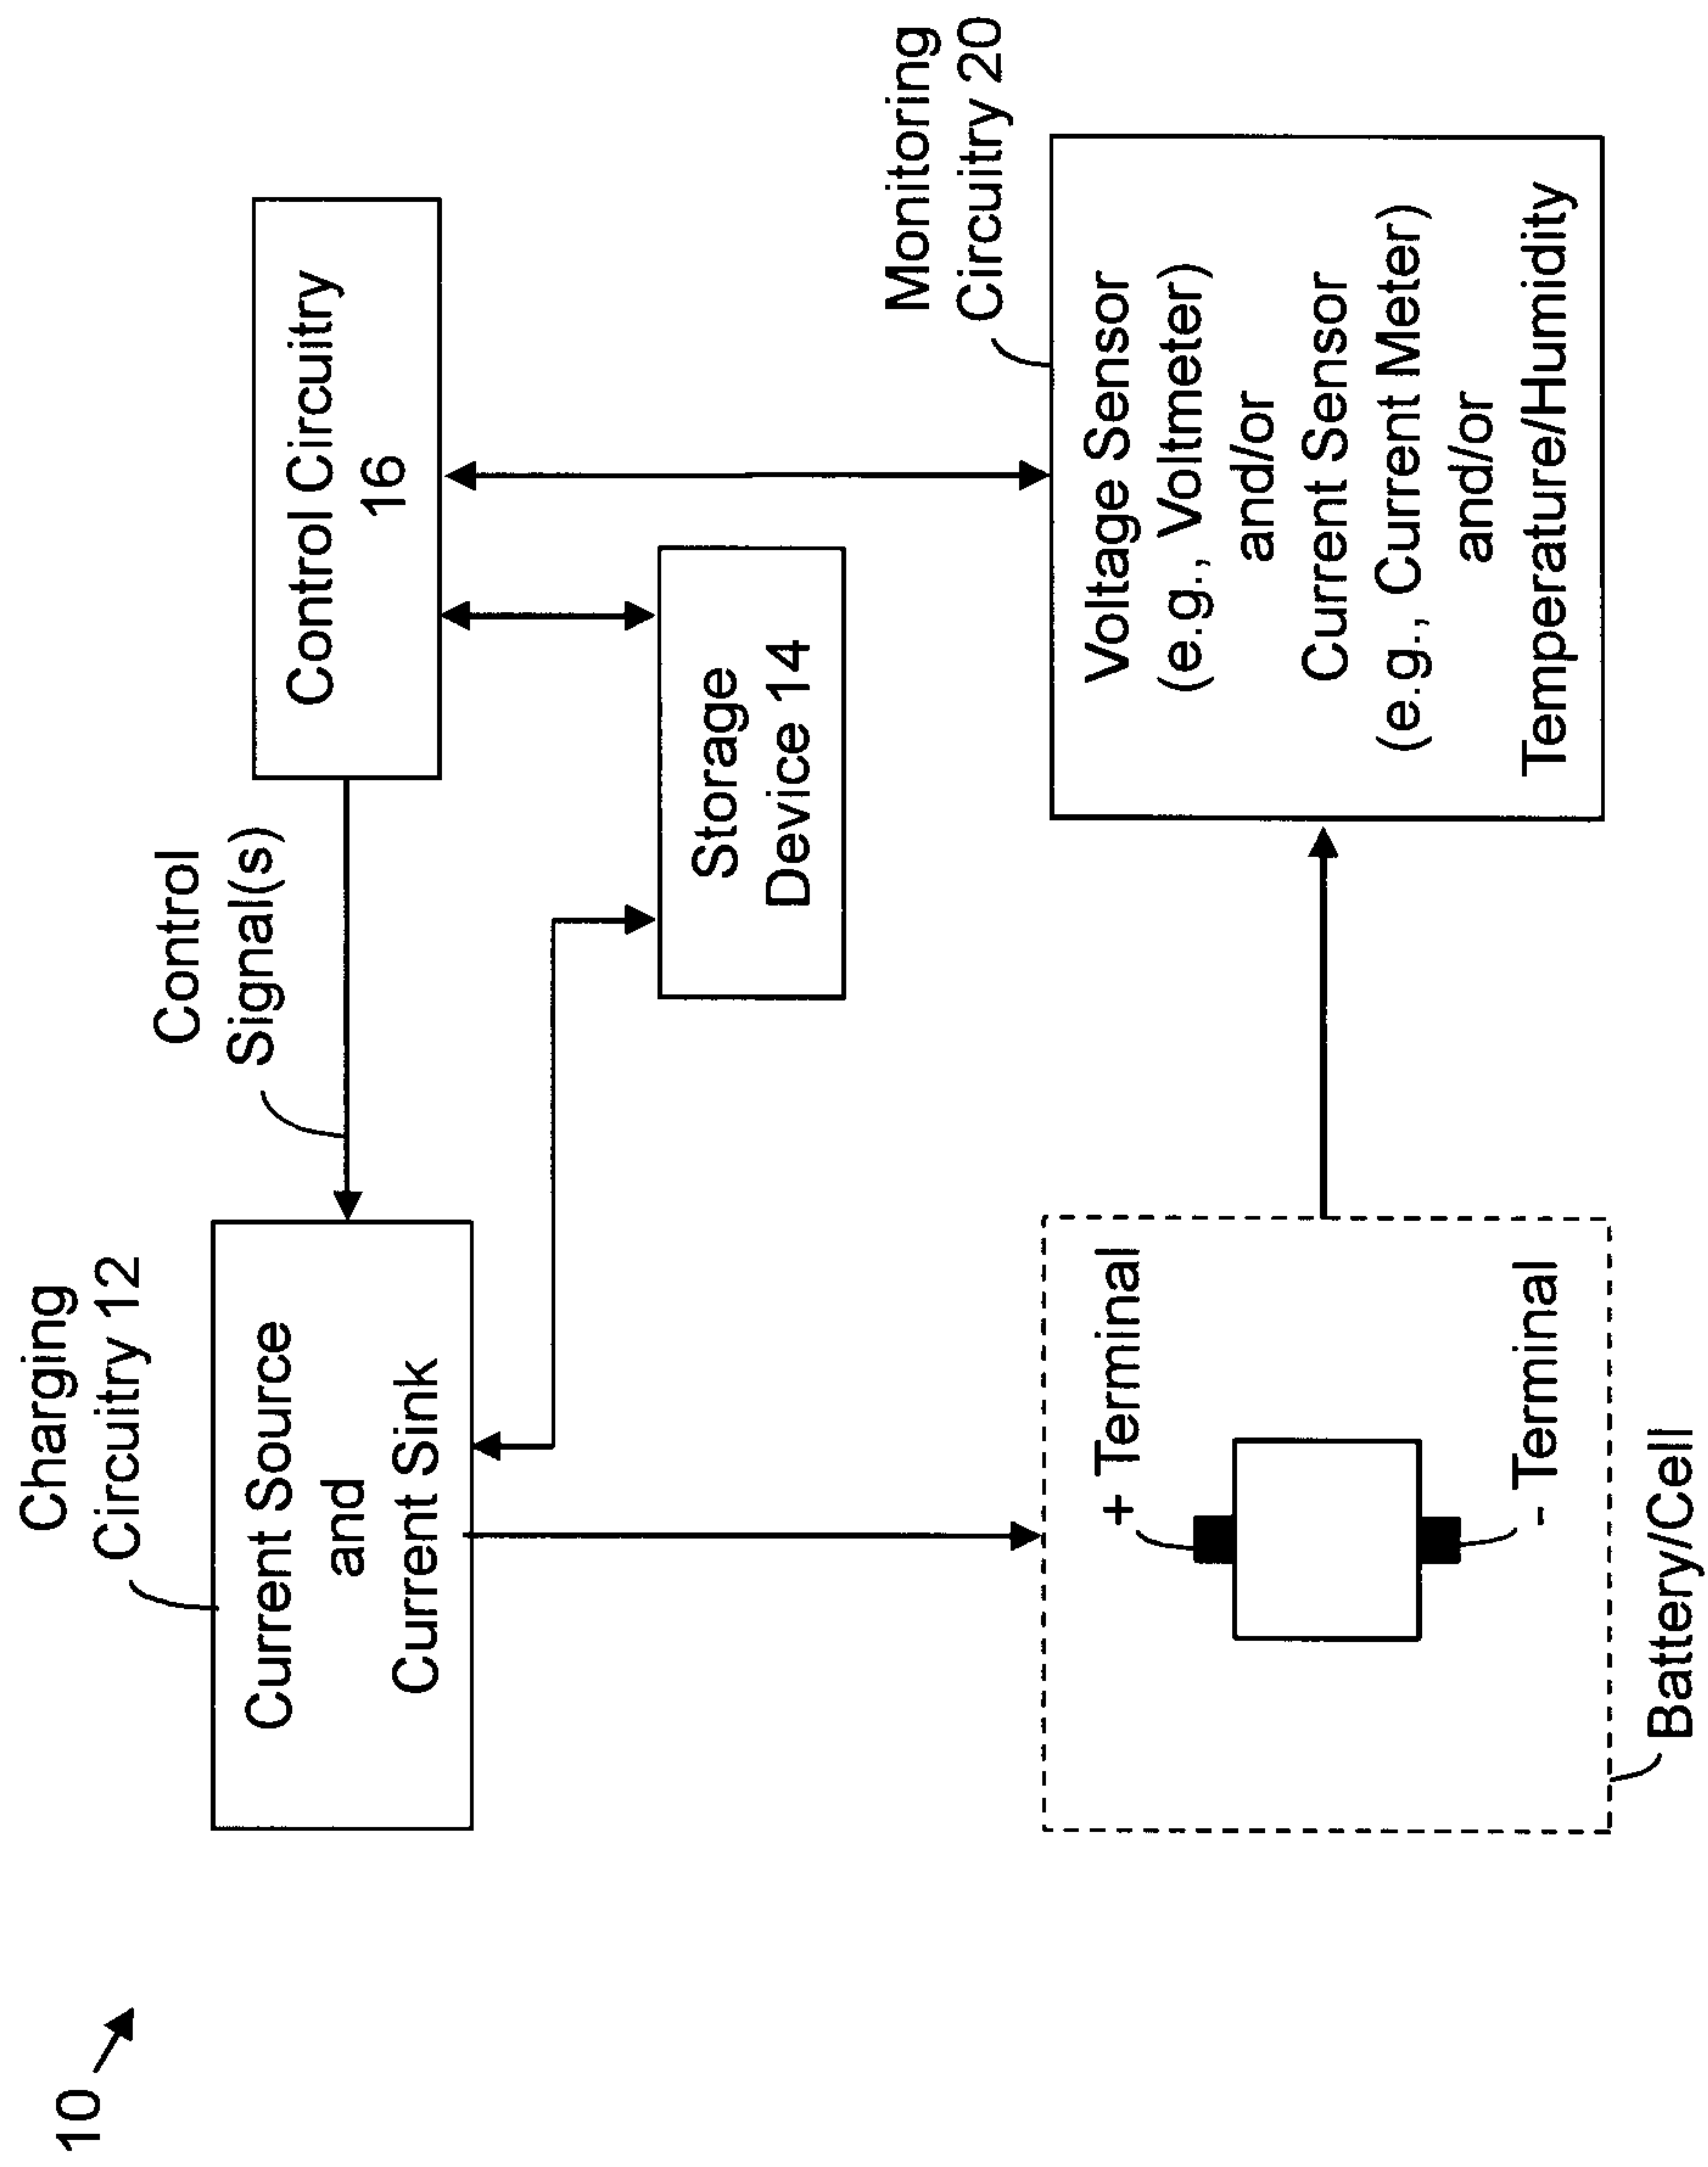 10
Charging
Circuitry 12
Current Source
and
Current Sink
Control
Signal(s)
Control Circuitry
16
Storage
Device 14
Monitoring
Circuitry 20
Voltage Sensor
(e.g., Voltmeter)
and/or
Current Sensor
(e.g., Current Meter)
and/or
Temperature/Humidity
+ Terminal
- Terminal
Battery/Cell